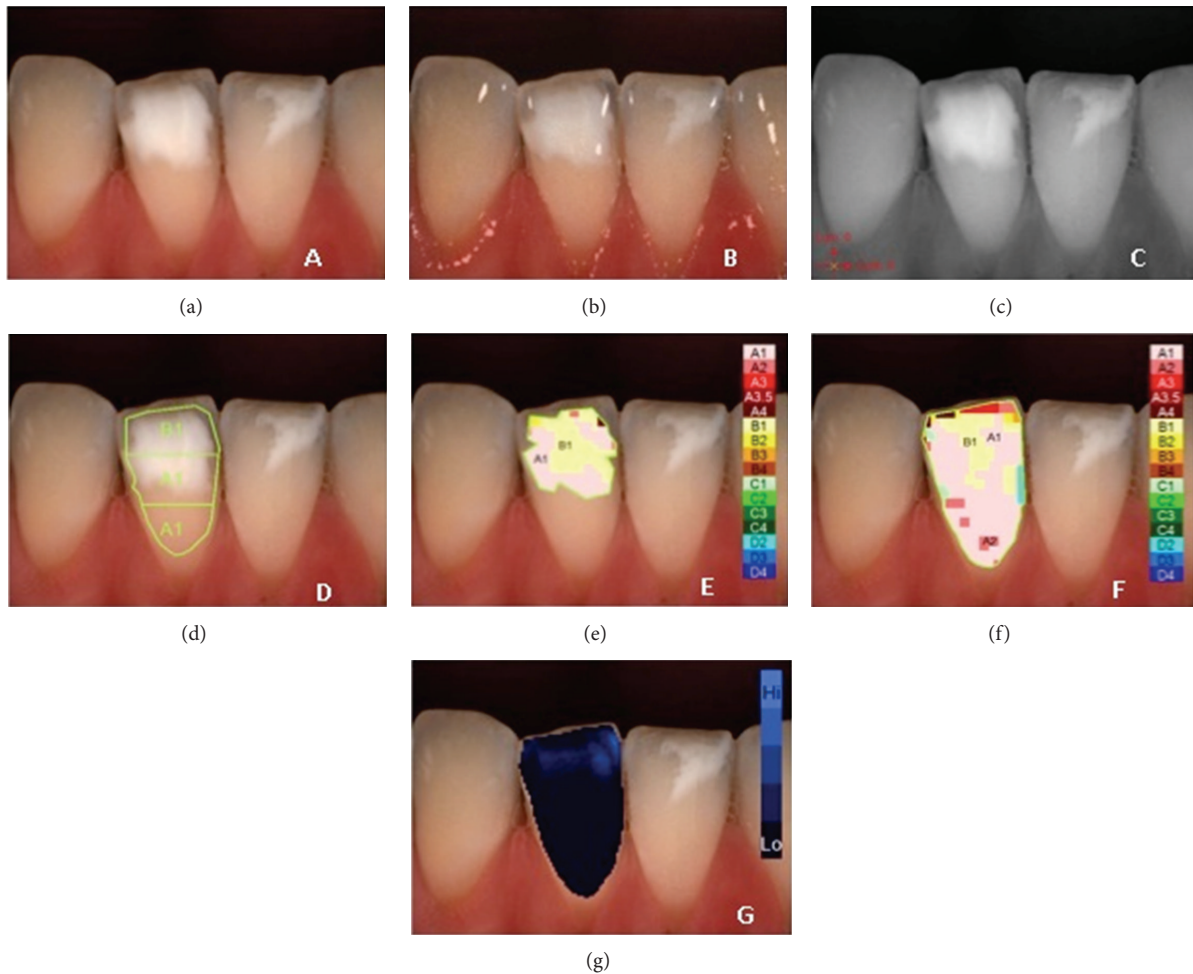 A
B
C
(a)
(b)
(c)
B1
A1
A1
D
A1
B1
A1
A2
A3
A3.5
A4
B1
B2
B3
B4
C1
C2
C3
C4
D2
D3
D4
E
B1
A1
A2
A1
A2
A3
A3.5
A4
B1
B2
B3
B4
C1
C2
C3
C4
D2
D3
D4
F
(d)
(e)
(f)
Hi
Lo
G
(g)